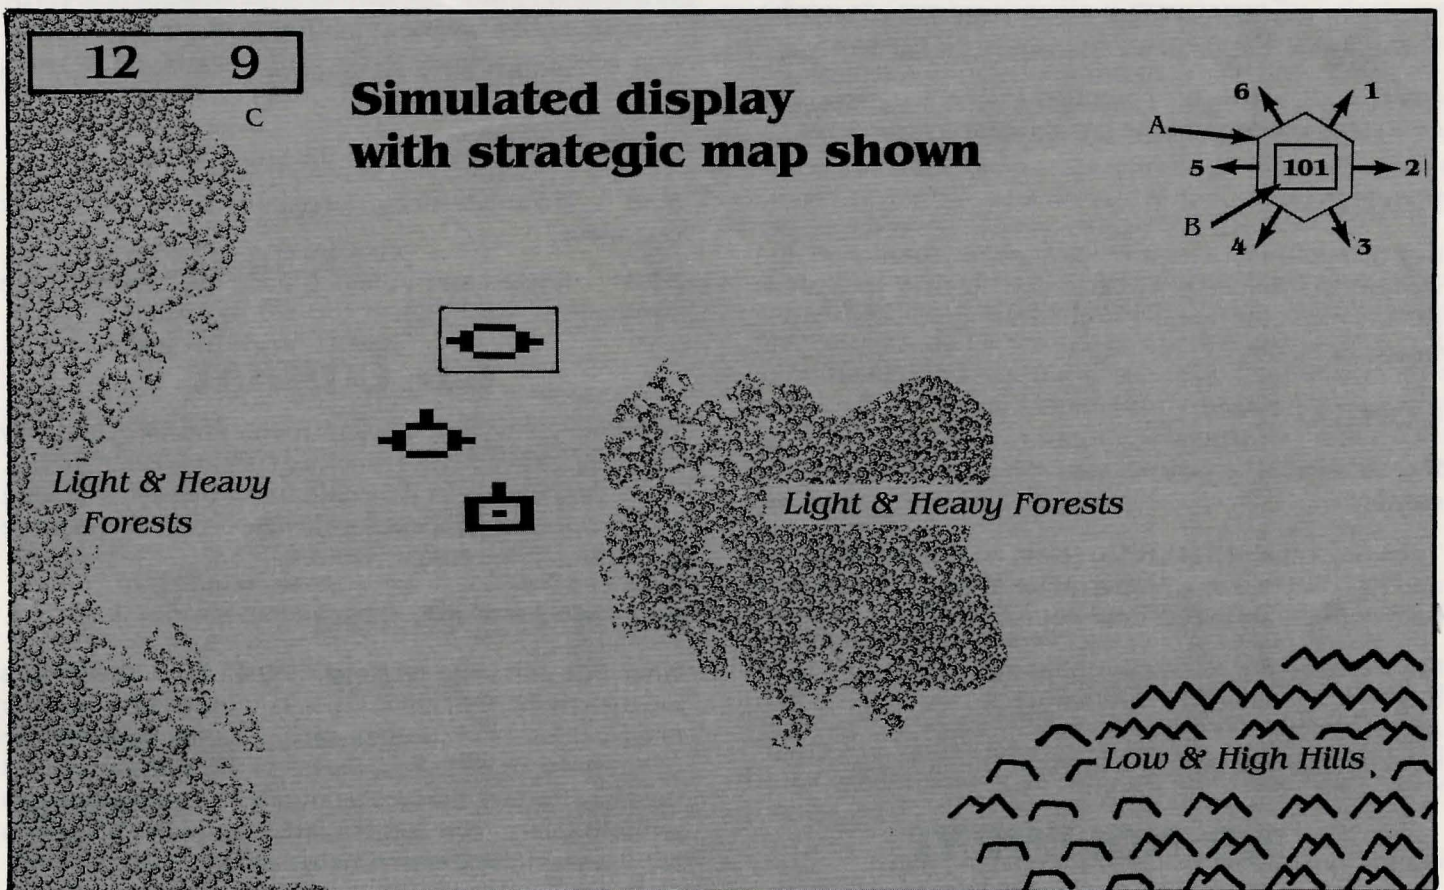 12 9
C
Simulated display
with strategic map shown
6 1
A
5 101 2
B
4 3
Light & Heavy
Forests
Light & Heavy Forests
Low & High Hills